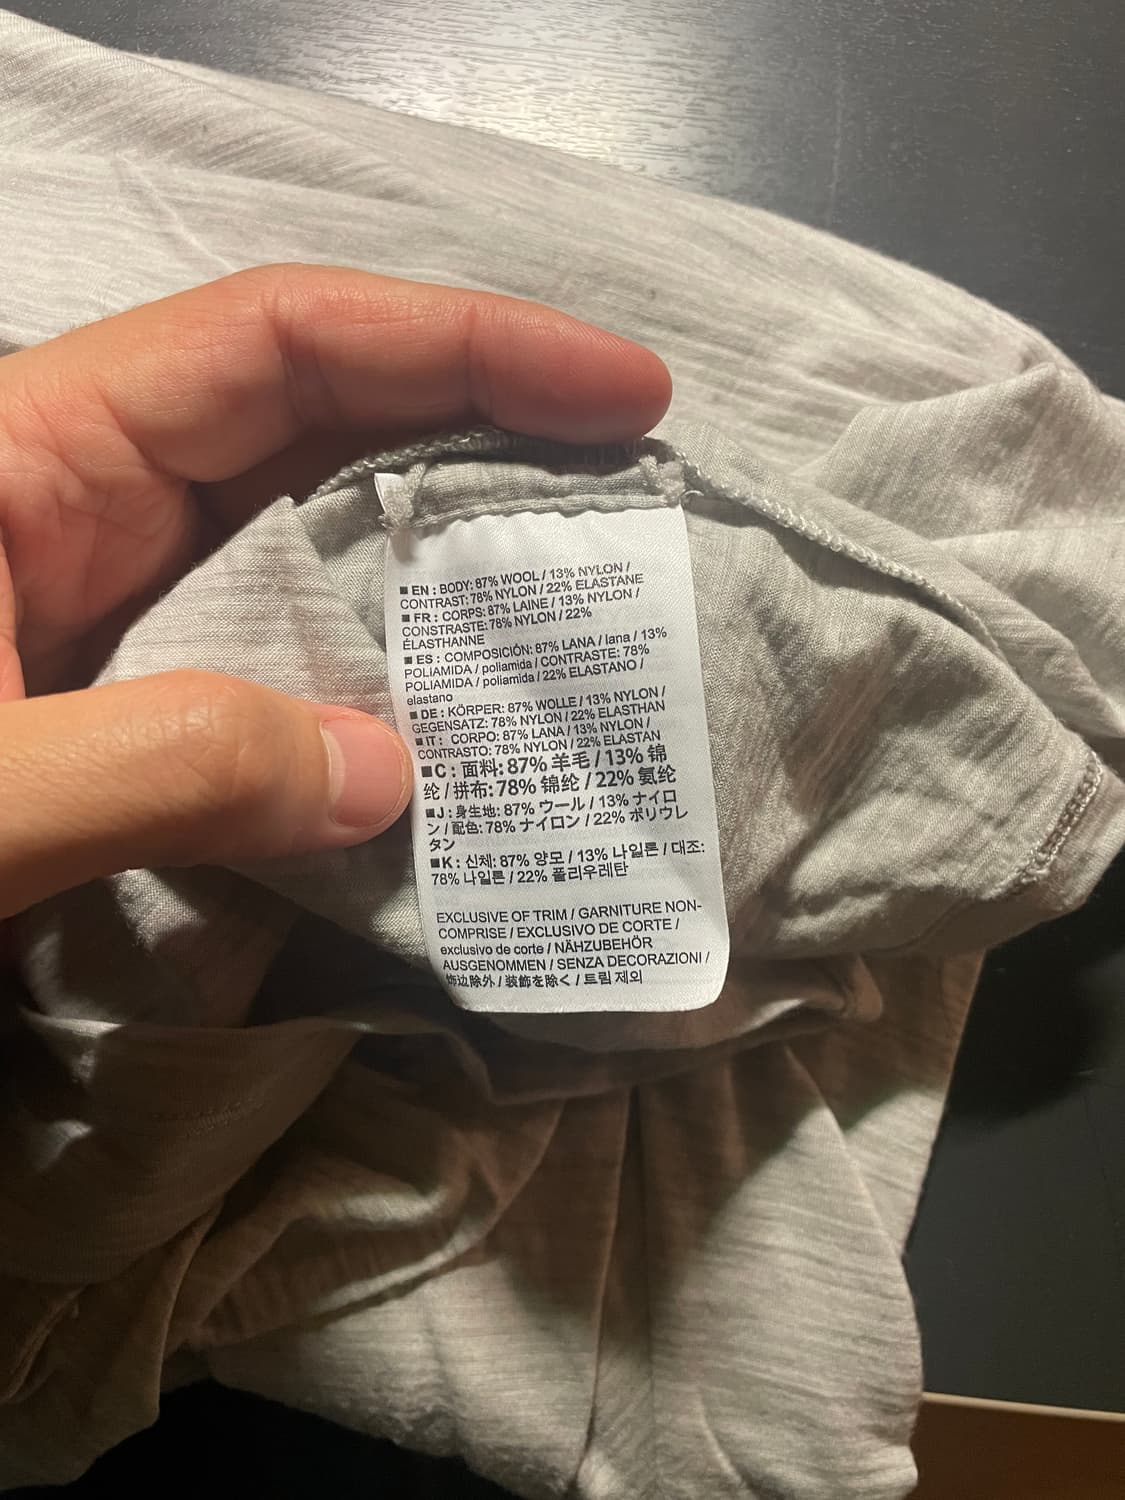 ■ EN : BODY: 87% WOOL / 13% NYLON /
CONTRAST: 78% NYLON / 22% ELASTANE
■ FR : CORPS: 87% LAINE / 13% NYLON /
CONSTRASTE: 78% NYLON / 22%
ÉLASTHANNE
■ ES : COMPOSICIÓN: 87% LANA / lana / 13%
POLIAMIDA / poliamida / CONTRASTE: 78%
POLIAMIDA / poliamida / 22% ELASTANO /
elastano
■ DE : KÖRPER: 87% WOLLE / 13% NYLON /
GEGENSATZ: 78% NYLON / 22% ELASTHAN
■ IT : CORPO: 87% LANA / 13% NYLON /
CONTRASTO: 78% NYLON / 22% ELASTAN
■ C : 面料: 87% 羊毛 / 13% 锦
纶 / 拼布: 78% 锦纶 / 22% 氨纶
■ J : 身生地: 87% ウール / 13% ナイロ
ン / 配色: 78% ナイロン / 22% ポリウレ
タン
■ K : 신체: 87% 양모 / 13% 나일론 / 대조:
78% 나일론 / 22% 폴리우레탄
EXCLUSIVE OF TRIM / GARNITURE NON-
COMPRISE / EXCLUSIVO DE CORTE /
exclusivo de corte / NÄHZUBEHÖR
AUSGENOMMEN / SENZA DECORAZIONI /
饰边除外 / 装飾を除く / 트림 제외